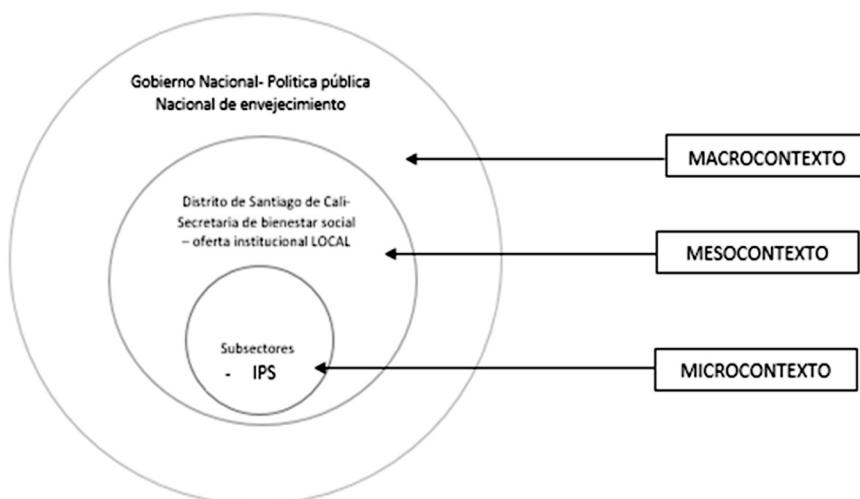 Gobierno Nacional- Politica pública
Nacional de envejecimiento
MACROCONTEXTO
Distrito de Santiago de Cali-
Secretaria de bienestar social
– oferta institucional LOCAL
MESOCONTEXTO
Subsectores
- IPS
MICROCONTEXTO